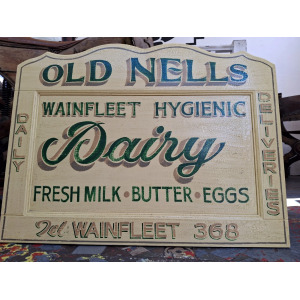 OLD NELLS
WAINFLEET HYGIENIC
Dairy
FRESH MILK · BUTTER · EGGS
DAILY
DELIVERIES
Tel. WAINFLEET 368